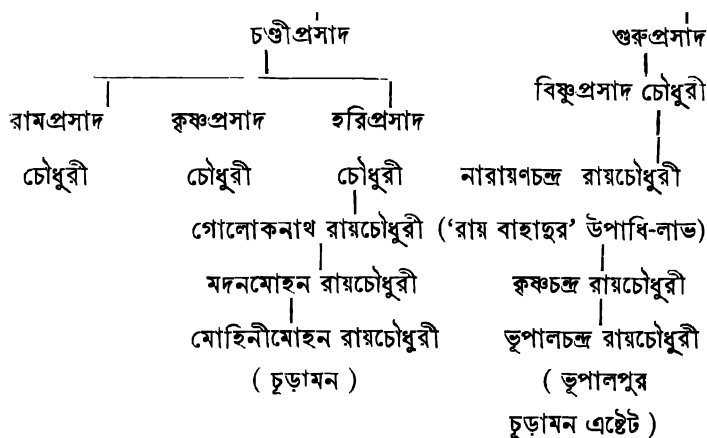 চণ্ডীপ্রসাদ গুরুপ্রসাদ
বিষ্ণুপ্রসাদ চৌধুরী
রামপ্রসাদ কৃষ্ণপ্রসাদ হরিপ্রসাদ
চৌধুরী চৌধুরী চৌধুরী নারায়ণচন্দ্র রায়চৌধুরী
গোলোকনাথ রায়চৌধুরী (‘রায় বাহাদুর’ উপাধি-লাভ)
মদনমোহন রায়চৌধুরী কৃষ্ণচন্দ্র রায়চৌধুরী
মোহিনীমোহন রায়চৌধুরী ভূপালচন্দ্র রায়চৌধুরী
( চূড়ামন ) ( ভূপালপুর
চূড়ামন এষ্টেট )